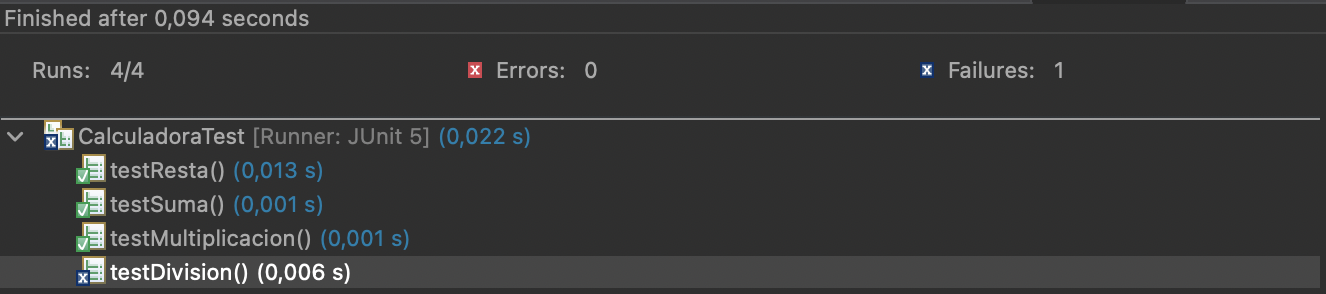 Finished after 0,094 seconds
Runs: 4/4 Errors: 0 Failures: 1
CalculadoraTest [Runner: JUnit 5] (0,022 s)
testResta() (0,013 s)
testSuma() (0,001 s)
testMultiplicacion() (0,001 s)
testDivision() (0,006 s)